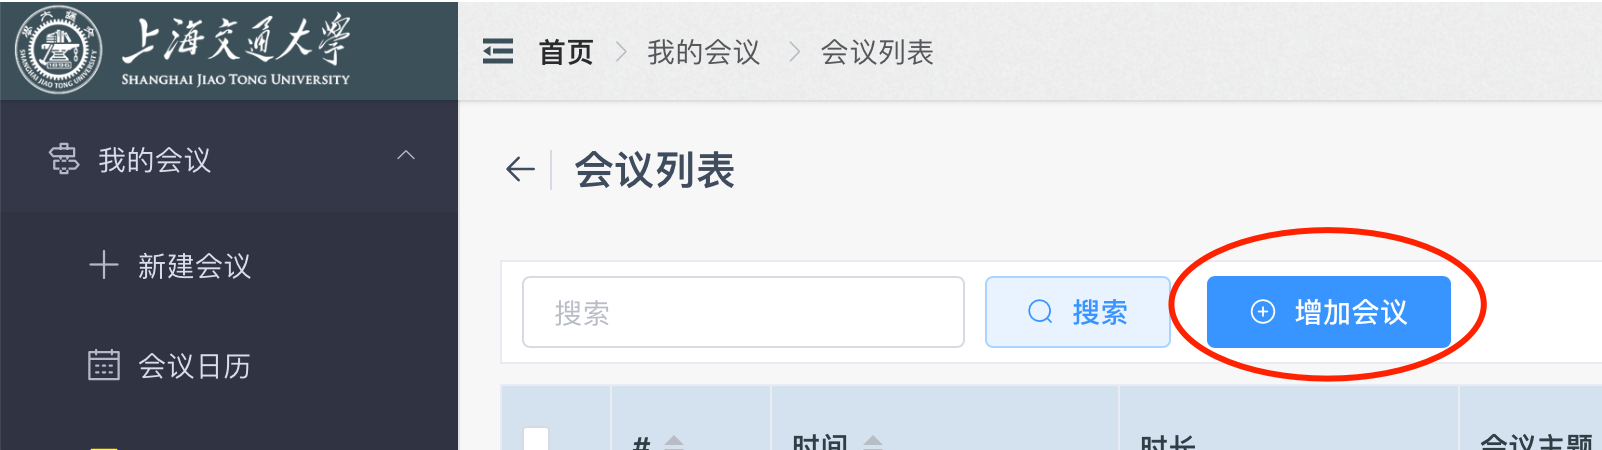 上海交通大學
SHANGHAI JIAO TONG UNIVERSITY
首页 我的会议 会议列表
我的会议
新建会议
会议日历
会议列表
搜索 搜索 增加会议
# 时间 时长 会议主题